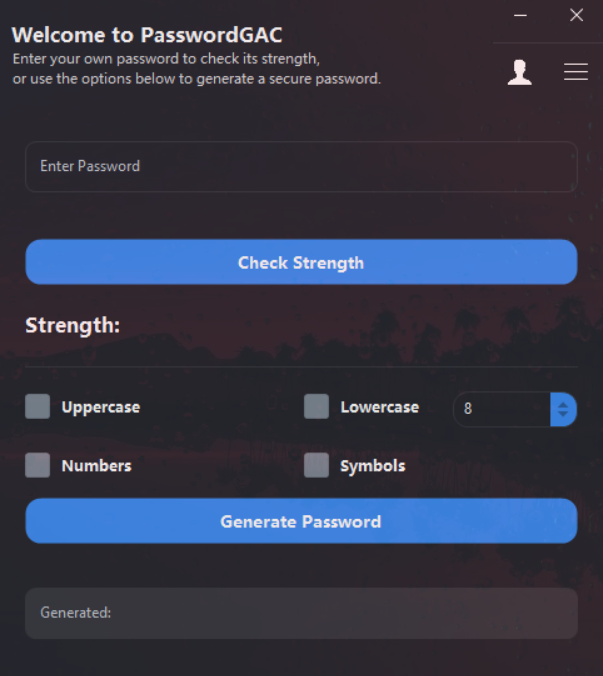 Welcome to PasswordGAC
Enter your own password to check its strength,
or use the options below to generate a secure password.
Enter Password
Check Strength
Strength:
Uppercase
Lowercase
8
Numbers
Symbols
Generate Password
Generated: